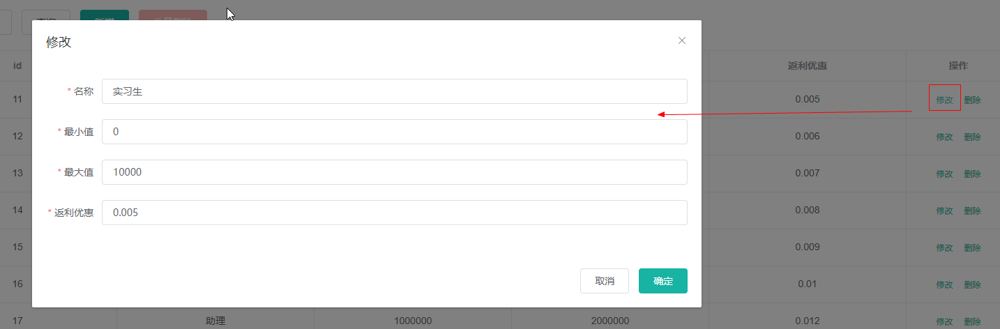 查询 新增 批量删除
修改
id 返利优惠 操作
* 名称 实习生
11 0.005 修改 删除
* 最小值 0
12 0.006 修改 删除
* 最大值 10000
13 0.007 修改 删除
* 返利优惠 0.005
14 0.008 修改 删除
15 0.009 修改 删除
取消 确定
16 0.01 修改 删除
17 助理 1000000 2000000 0.012 修改 删除